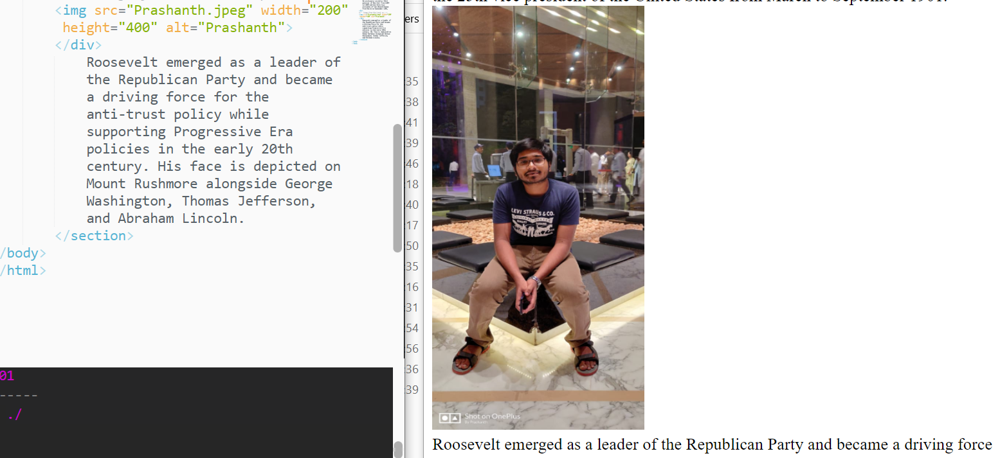 <img src="Prashanth.jpeg" width="200"
height="400" alt="Prashanth">
</div>
Roosevelt emerged as a leader of
the Republican Party and became
a driving force for the
anti-trust policy while
supporting Progressive Era
policies in the early 20th
century. His face is depicted on
Mount Rushmore alongside George
Washington, Thomas Jefferson,
and Abraham Lincoln.
</section>
/body>
/html>
01
-----
./
ers
:35
:38
:41
:39
:46
:18
:40
:17
:50
:35
:16
:31
:54
:56
:36
:39
the 25th vice president of the United States from March to September 1901.
LEVI STRAUSS & CO.
Shot on OnePlus
By Prashanth
Roosevelt emerged as a leader of the Republican Party and became a driving force